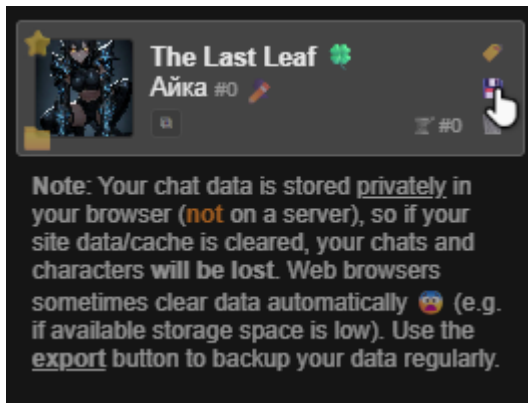 The Last Leaf 🍀
Айка #0
#0
Note: Your chat data is stored privately in
your browser (not on a server), so if your
site data/cache is cleared, your chats and
characters will be lost. Web browsers
sometimes clear data automatically 😨 (e.g.
if available storage space is low). Use the
export button to backup your data regularly.